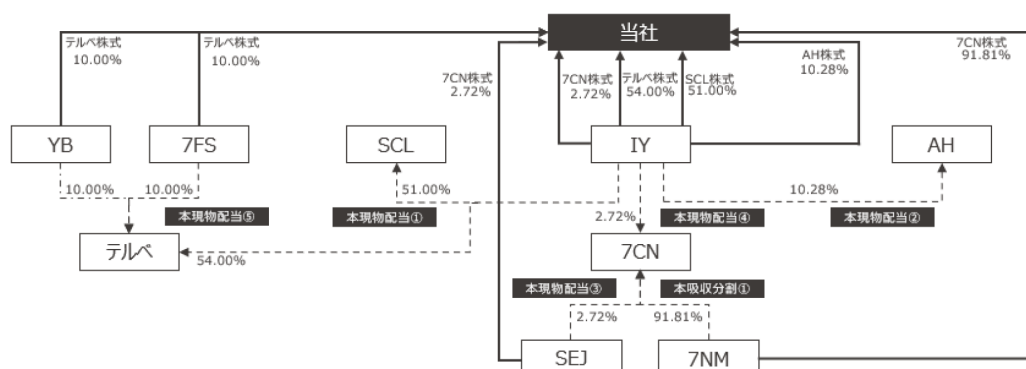 当社
テルベ株式
10.00%
テルベ株式
10.00%
7CN株式
2.72%
7CN株式
2.72%
テルベ株式
54.00%
SCL株式
51.00%
AH株式
10.28%
7CN株式
91.81%
YB
7FS
SCL
IY
AH
10.00%
10.00%
51.00%
10.28%
本現物配当⑤
本現物配当①
2.72%
本現物配当④
本現物配当②
テルベ
54.00%
7CN
本現物配当③
本吸収分割①
2.72%
91.81%
SEJ
7NM